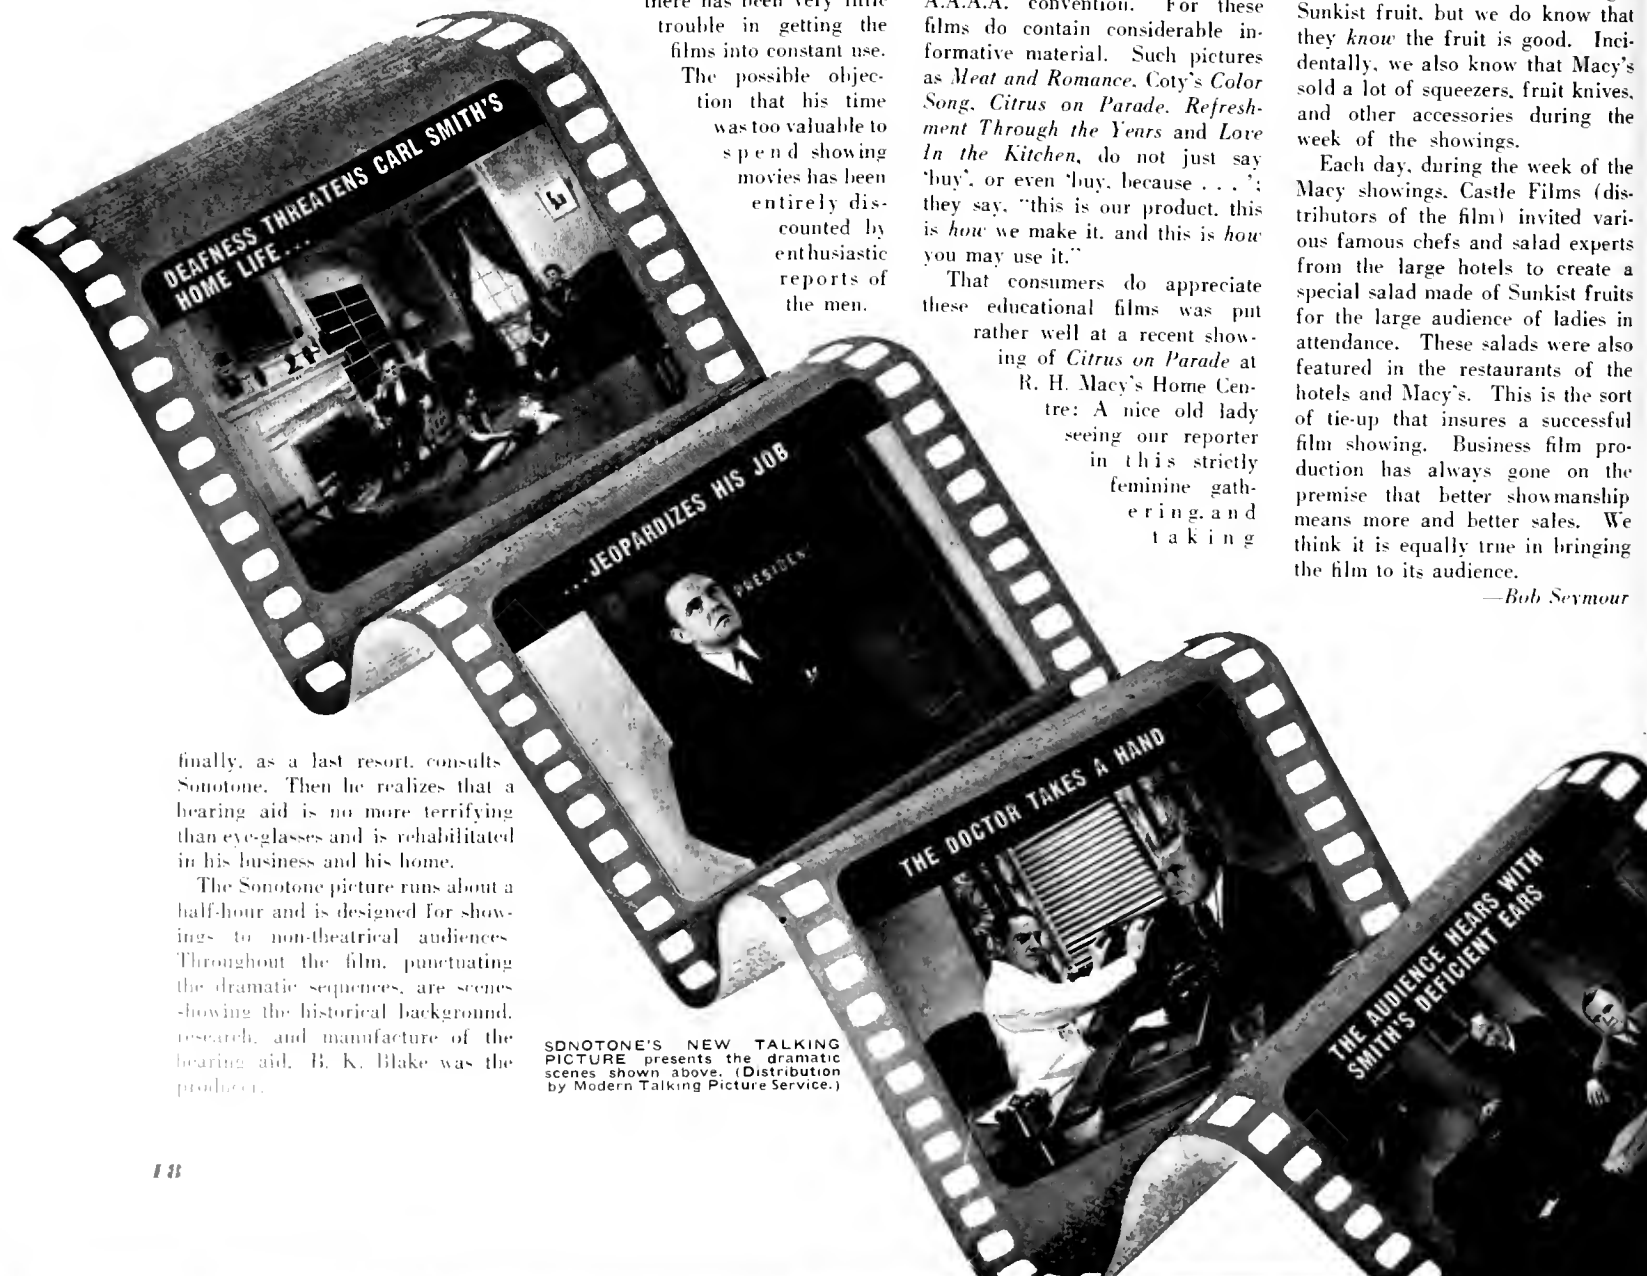 there has been very little
trouble in getting the
films into constant use.
The possible objec-
tion that his time
was too valuable to
spend showing
movies has been
entirely dis-
counted by
enthusiastic
reports of
the men.
A.A.A.A. convention. For these
films do contain considerable in-
formative material. Such pictures
as Meat and Romance, Coty's Color
Song, Citrus on Parade, Refresh-
ment Through the Years and Love
In the Kitchen, do not just say
'buy', or even 'buy, because . . .';
they say, "this is our product, this
is how we make it, and this is how
you may use it."
That consumers do appreciate
these educational films was put
rather well at a recent show-
ing of Citrus on Parade at
R. H. Macy's Home Cen-
tre: A nice old lady
seeing our reporter
in this strictly
feminine gath-
ering, and
taking
Sunkist fruit, but we do know that
they know the fruit is good. Inci-
dentally, we also know that Macy's
sold a lot of squeezers, fruit knives,
and other accessories during the
week of the showings.
Each day, during the week of the
Macy showings, Castle Films (dis-
tributors of the film) invited vari-
ous famous chefs and salad experts
from the large hotels to create a
special salad made of Sunkist fruits
for the large audience of ladies in
attendance. These salads were also
featured in the restaurants of the
hotels and Macy's. This is the sort
of tie-up that insures a successful
film showing. Business film pro-
duction has always gone on the
premise that better showmanship
means more and better sales. We
think it is equally true in bringing
the film to its audience.
—Bob Seymour
DEAFNESS THREATENS CARL SMITH'S
HOME LIFE...
...JEOPARDIZES HIS JOB
PRESIDENT
THE DOCTOR TAKES A HAND
THE AUDIENCE HEARS WITH
SMITH'S DEFICIENT EARS
finally, as a last resort, consults
Sonotone. Then he realizes that a
hearing aid is no more terrifying
than eye-glasses and is rehabilitated
in his business and his home.
The Sonotone picture runs about a
half-hour and is designed for show-
ings to non-theatrical audiences.
Throughout the film, punctuating
the dramatic sequences, are scenes
showing the historical background,
research, and manufacture of the
hearing aid. B. K. Blake was the
producer.
SONOTONE'S NEW TALKING
PICTURE presents the dramatic
scenes shown above. (Distribution
by Modern Talking Picture Service.)
18